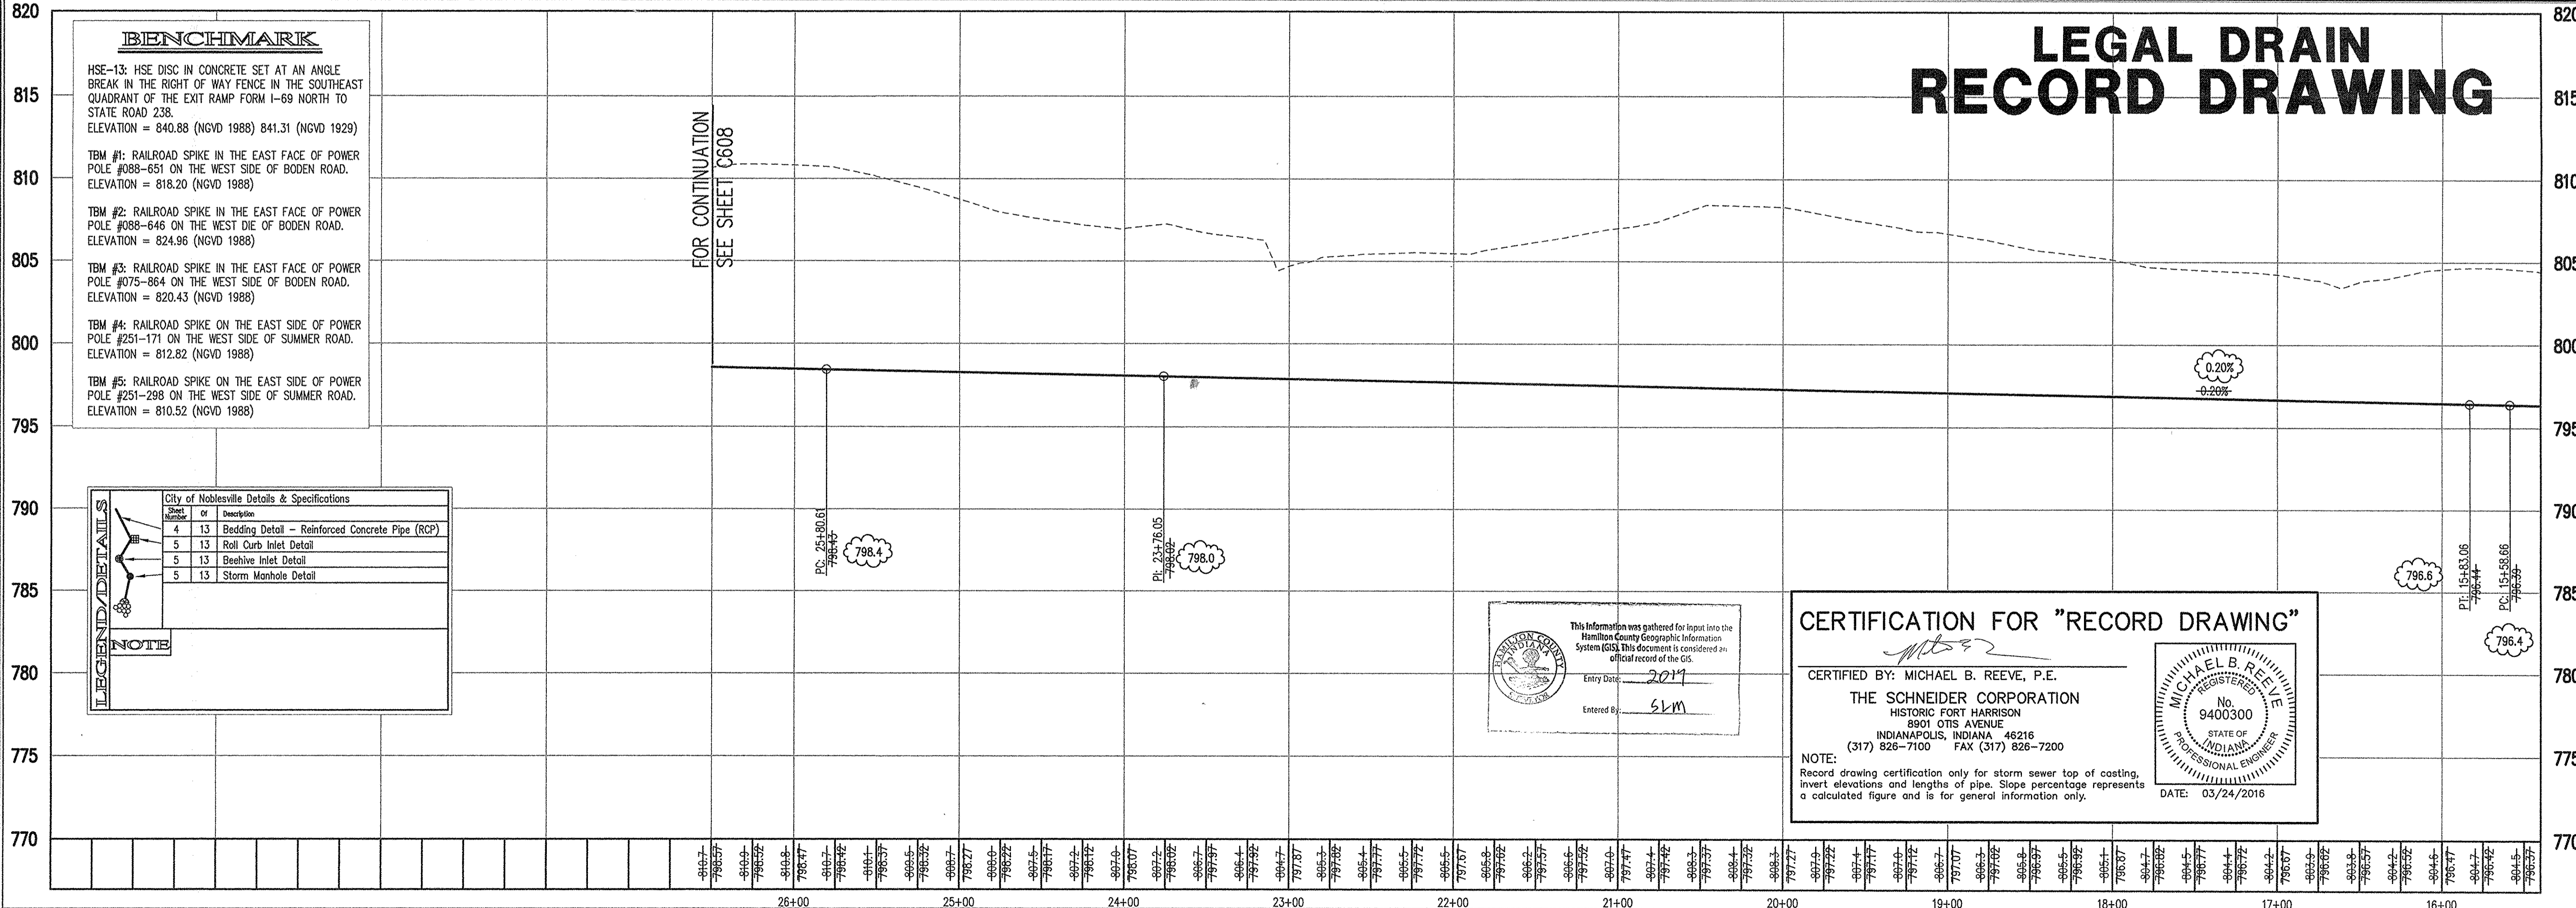 LEGAL DRAIN
RECORD DRAWING
BENCHMARK
HSE-13: HSE DISC IN CONCRETE SET AT AN ANGLE
BREAK IN THE RIGHT OF WAY FENCE IN THE SOUTHEAST
QUADRANT OF THE EXIT RAMP FORM I-69 NORTH TO
STATE ROAD 238.
ELEVATION = 840.88 (NGVD 1988) 841.31 (NGVD 1929)
TBM #1: RAILROAD SPIKE IN THE EAST FACE OF POWER
POLE #088-651 ON THE WEST SIDE OF BODEN ROAD.
ELEVATION = 818.20 (NGVD 1988)
TBM #2: RAILROAD SPIKE IN THE EAST FACE OF POWER
POLE #088-646 ON THE WEST DIE OF BODEN ROAD.
ELEVATION = 824.96 (NGVD 1988)
TBM #3: RAILROAD SPIKE IN THE EAST FACE OF POWER
POLE #075-864 ON THE WEST SIDE OF BODEN ROAD.
ELEVATION = 820.43 (NGVD 1988)
TBM #4: RAILROAD SPIKE ON THE EAST SIDE OF POWER
POLE #251-171 ON THE WEST SIDE OF SUMMER ROAD.
ELEVATION = 812.82 (NGVD 1988)
TBM #5: RAILROAD SPIKE ON THE EAST SIDE OF POWER
POLE #251-298 ON THE WEST SIDE OF SUMMER ROAD.
ELEVATION = 810.52 (NGVD 1988)
820
815
810
805
800
795
790
785
780
775
770
FOR CONTINUATION
SEE SHEET C608
0.20%
0.20%
LEGEND/DETAILS
City of Noblesville Details & Specifications
Sheet Number Of Description
4 13 Bedding Detail - Reinforced Concrete Pipe (RCP)
5 13 Roll Curb Inlet Detail
5 13 Beehive Inlet Detail
5 13 Storm Manhole Detail
NOTE
PC: 25+80.61
798.43
798.4
PI: 23+76.05
798.02
798.0
796.6
PT: 15+83.06
796.44
PC: 15+58.66
796.39
796.4
HAMILTON COUNTY
INDIANA
This Information was gathered for input into the
Hamilton County Geographic Information
System (GIS). This document is considered an
official record of the GIS.
Entry Date:
Entered By: SLM
CERTIFICATION FOR "RECORD DRAWING"
CERTIFIED BY: MICHAEL B. REEVE, P.E.
THE SCHNEIDER CORPORATION
HISTORIC FORT HARRISON
8901 OTIS AVENUE
INDIANAPOLIS, INDIANA 46216
(317) 826-7100 FAX (317) 826-7200
NOTE:
Record drawing certification only for storm sewer top of casting,
invert elevations and lengths of pipe. Slope percentage represents
a calculated figure and is for general information only.
MICHAEL B. REEVE
REGISTERED
No.
9400300
STATE OF
INDIANA
PROFESSIONAL ENGINEER
DATE: 03/24/2016
26+00 25+00 24+00 23+00 22+00 21+00 20+00 19+00 18+00 17+00 16+00